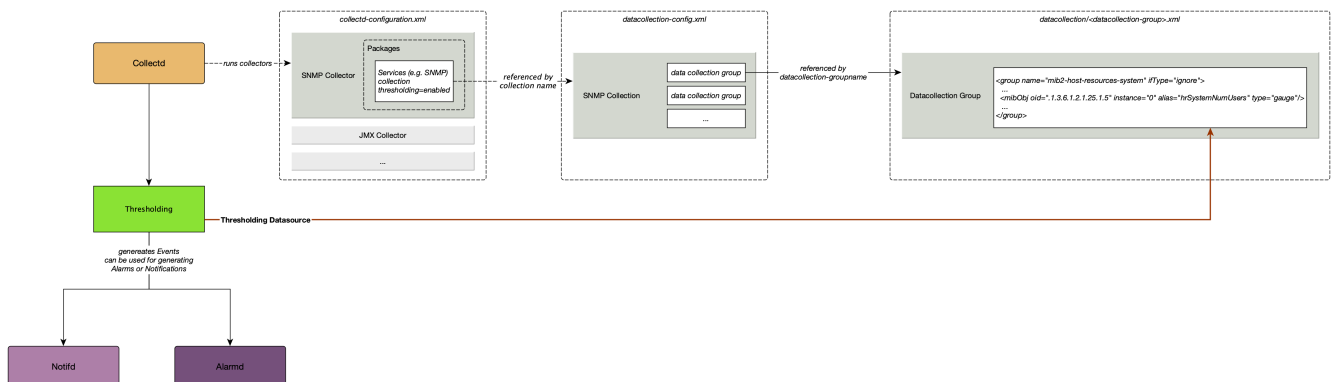 collectd-configuration.xml
datacollection-config.xml
datacollection/<datacollection-group>.xml
Collectd
runs collectors
SNMP Collector
Packages
Services (e.g. SNMP)
collection
thresholding=enabled
JMX Collector
...
referenced by
collection name
SNMP Collection
data collection group
data collection group
...
referenced by
datacollection-groupname
Datacollection Group
<group name="mib2-host-resources-system" ifType="ignore">
...
<mibObj oid=".1.3.6.1.2.1.25.1.5" instance="0" alias="hrSystemNumUsers" type="gauge"/>
...
</group>
Thresholding
Thresholding Datasource
genereates Events
can be used for generating
Alarms or Notifications
Notifd
Alarmd